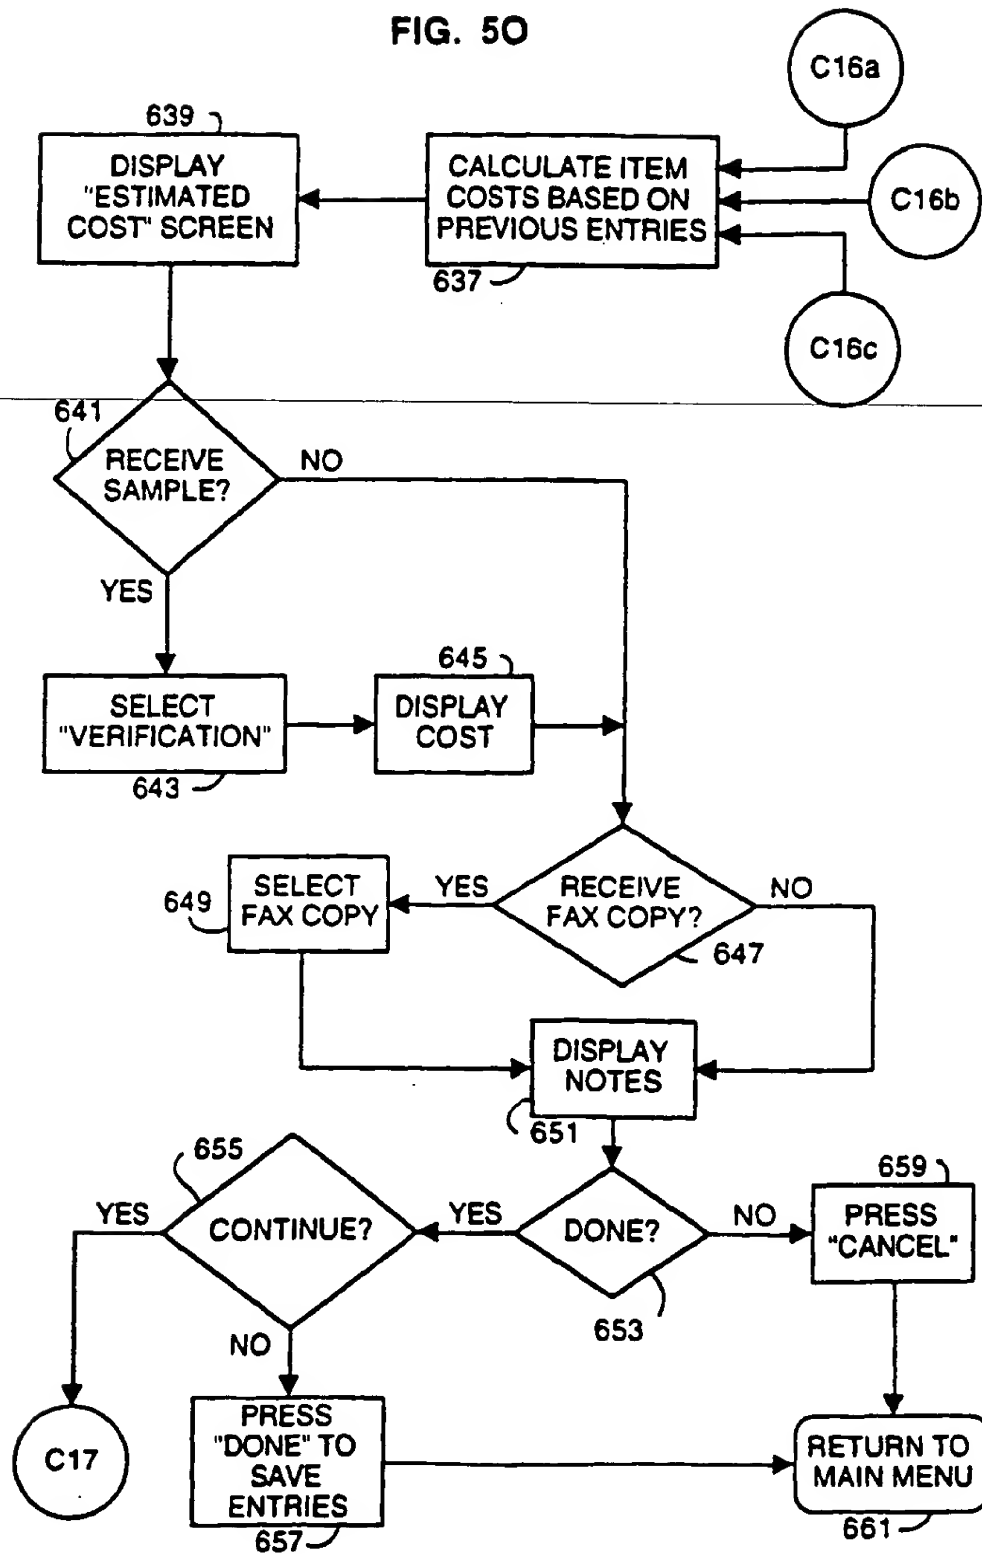 FIG. 50
C16a
639
DISPLAY
"ESTIMATED
COST" SCREEN
CALCULATE ITEM
COSTS BASED ON
PREVIOUS ENTRIES
637
C16b
C16c
641
RECEIVE
SAMPLE?
NO
YES
SELECT
"VERIFICATION"
643
645
DISPLAY
COST
649
SELECT
FAX COPY
YES
RECEIVE
FAX COPY?
NO
647
DISPLAY
NOTES
651
655
YES
CONTINUE?
YES
DONE?
NO
653
659
PRESS
"CANCEL"
NO
C17
PRESS
"DONE" TO
SAVE
ENTRIES
657
RETURN TO
MAIN MENU
661